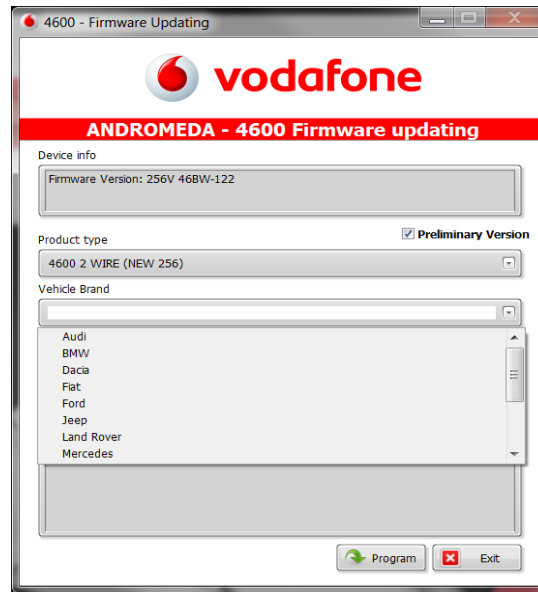 4600 - Firmware Updating
vodafone
ANDROMEDA - 4600 Firmware updating
Device info
Firmware Version: 256V 46BW-122
Product type
Preliminary Version
4600 2 WIRE (NEW 256)
Vehicle Brand
Audi
BMW
Dacia
Fiat
Ford
Jeep
Land Rover
Mercedes
Program
Exit